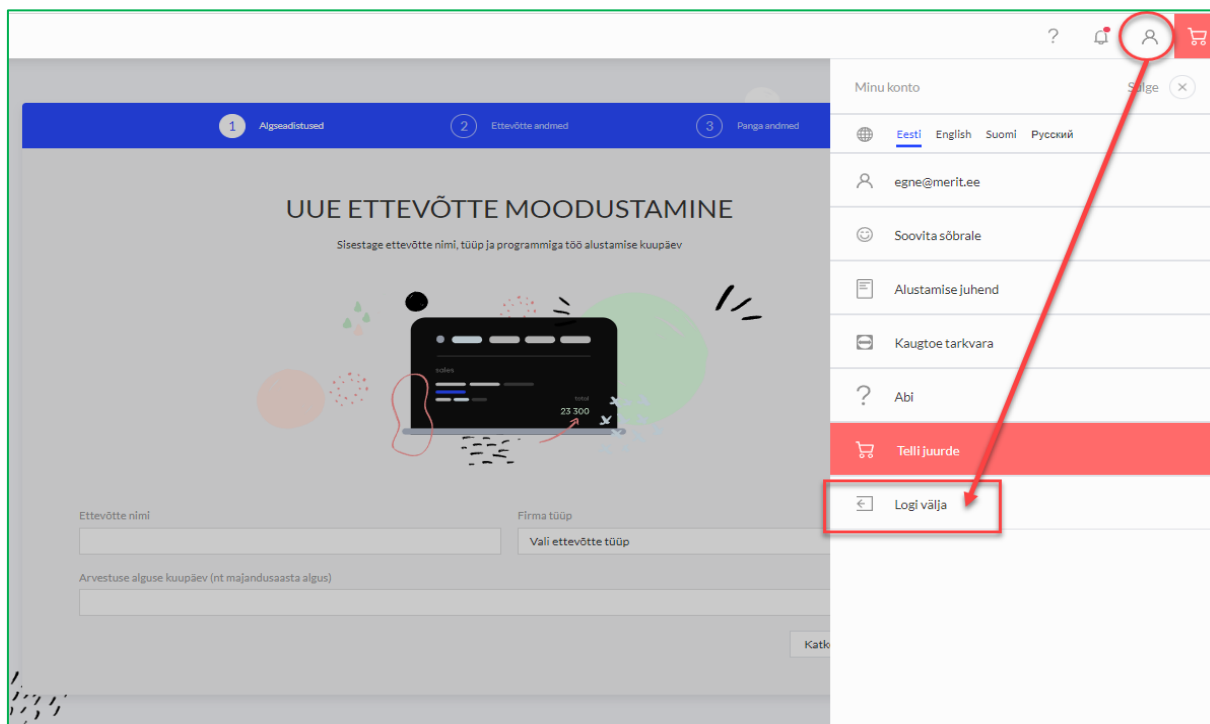 ?
Minu konto
Sulge
Eesti English Suomi Русский
1 Algseadistused 2 Ettevõtte andmed 3 Panga andmed
egne@merit.ee
UUE ETTEVÕTTE MOODUSTAMINE
Sisestage ettevõtte nimi, tüüp ja programmiga töö alustamise kuupäev
Soovita sõbrale
Alustamise juhend
Kaugtoe tarkvara
? Abi
sales
total
23 300
Telli juurde
Logi välja
Ettevõtte nimi
Firma tüüp
Vali ettevõtte tüüp
Arvestuse alguse kuupäev (nt majandusaasta algus)